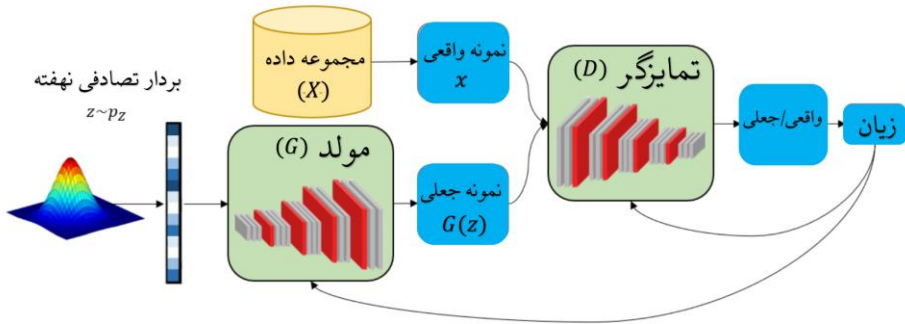 بردار تصادفی نهفته
z~p_Z
مجموعه داده
(X)
نمونه واقعی
x
مولد (G)
نمونه جعلی
G(z)
تمایزگر (D)
واقعی/جعلی
زیان